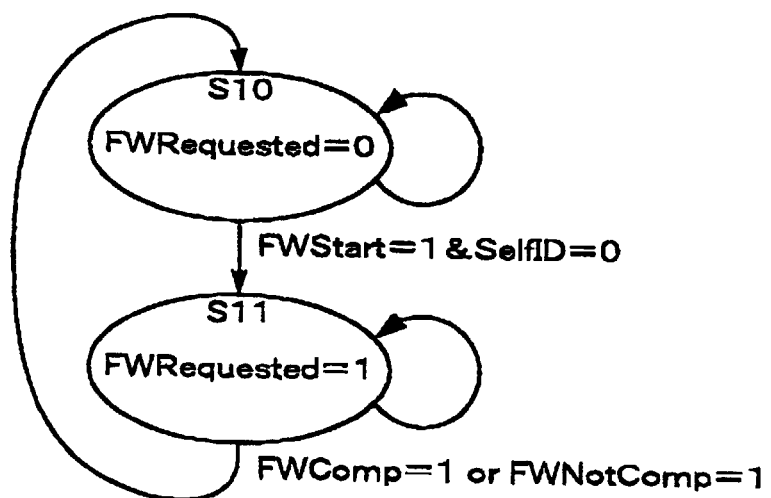 S10
FWRequested=0
FWStart=1 &SelfID=0
S11
FWRequested=1
FWComp=1 or FWNotComp=1